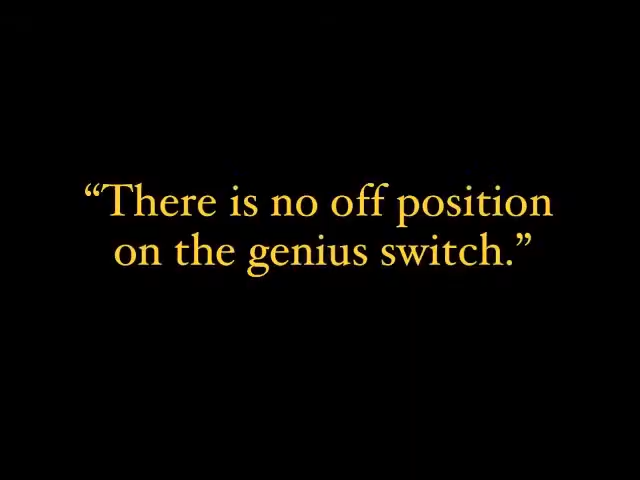 “There is no off position
on the genius switch.”